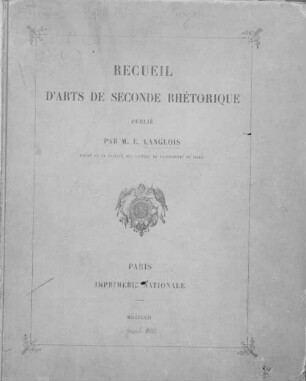 RECUEIL
D'ARTS DE SECONDE RHÉTORIQUE
PUBLIÉ
PAR M. E. LANGLOIS
PARIS
IMPRIMERIE NATIONALE